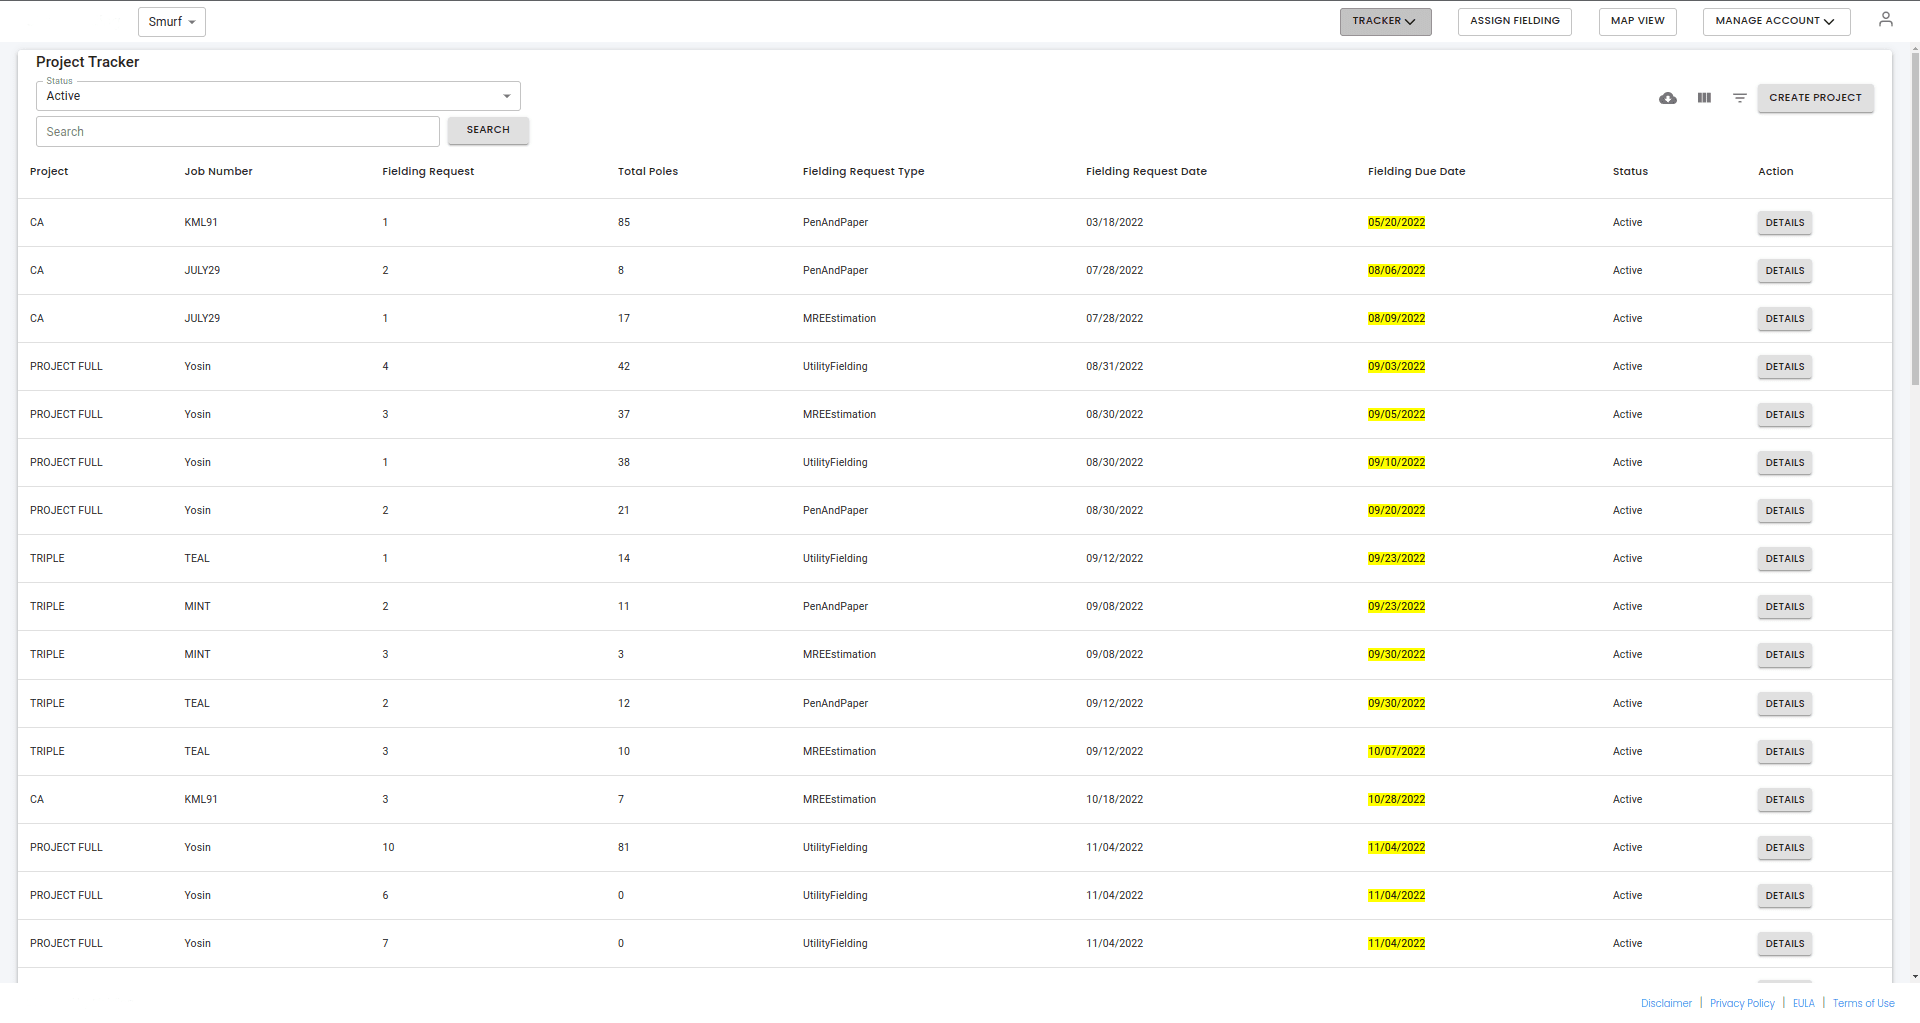 Smurf TRACKER ASSIGN FIELDING MAP VIEW MANAGE ACCOUNT
Project Tracker
Status
Active
CREATE PROJECT
Search SEARCH
Project Job Number Fielding Request Total Poles Fielding Request Type Fielding Request Date Fielding Due Date Status Action
CA KML91 1 85 PenAndPaper 03/18/2022 05/20/2022 Active DETAILS
CA JULY29 2 8 PenAndPaper 07/28/2022 08/06/2022 Active DETAILS
CA JULY29 1 17 MREEstimation 07/28/2022 08/09/2022 Active DETAILS
PROJECT FULL Yosin 4 42 UtilityFielding 08/31/2022 09/03/2022 Active DETAILS
PROJECT FULL Yosin 3 37 MREEstimation 08/30/2022 09/05/2022 Active DETAILS
PROJECT FULL Yosin 1 38 UtilityFielding 08/30/2022 09/10/2022 Active DETAILS
PROJECT FULL Yosin 2 21 PenAndPaper 08/30/2022 09/20/2022 Active DETAILS
TRIPLE TEAL 1 14 UtilityFielding 09/12/2022 09/23/2022 Active DETAILS
TRIPLE MINT 2 11 PenAndPaper 09/08/2022 09/23/2022 Active DETAILS
TRIPLE MINT 3 3 MREEstimation 09/08/2022 09/30/2022 Active DETAILS
TRIPLE TEAL 2 12 PenAndPaper 09/12/2022 09/30/2022 Active DETAILS
TRIPLE TEAL 3 10 MREEstimation 09/12/2022 10/07/2022 Active DETAILS
CA KML91 3 7 MREEstimation 10/18/2022 10/28/2022 Active DETAILS
PROJECT FULL Yosin 10 81 UtilityFielding 11/04/2022 11/04/2022 Active DETAILS
PROJECT FULL Yosin 6 0 UtilityFielding 11/04/2022 11/04/2022 Active DETAILS
PROJECT FULL Yosin 7 0 UtilityFielding 11/04/2022 11/04/2022 Active DETAILS
Disclaimer | Privacy Policy | EULA | Terms of Use